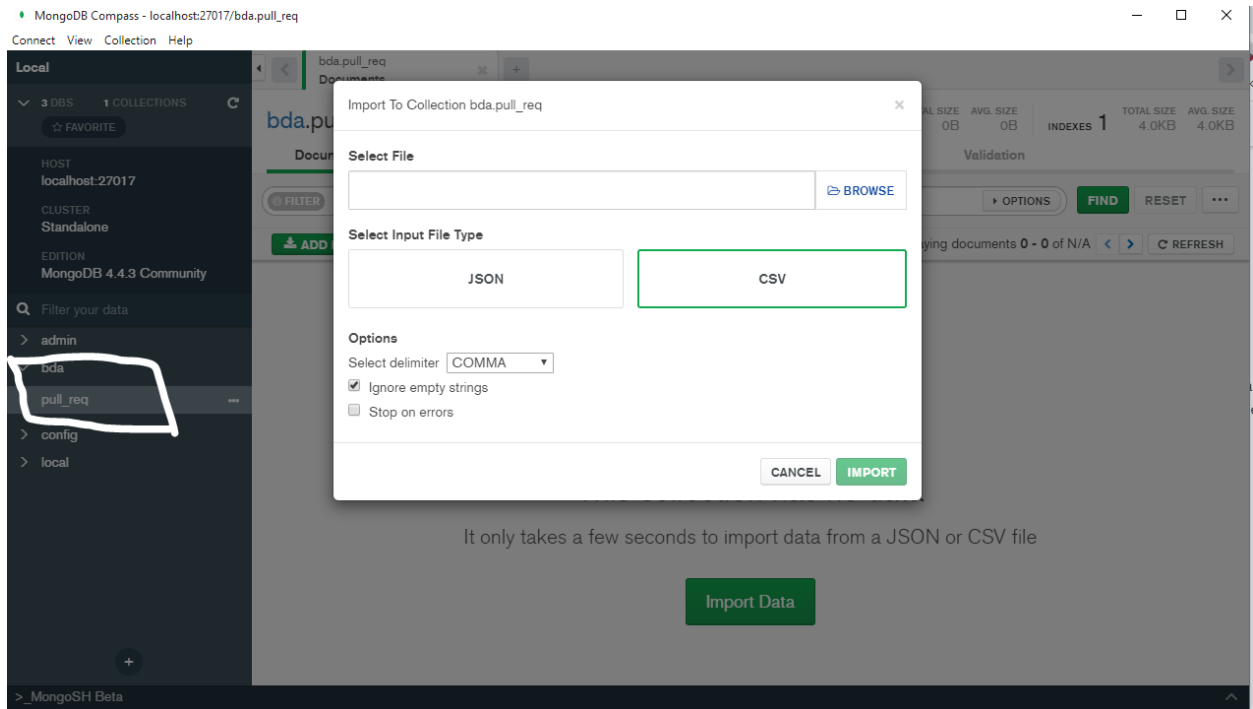 MongoDB Compass - localhost:27017/bda.pull_req
Connect View Collection Help
Local
3 DBS 1 COLLECTIONS
☆ FAVORITE
HOST
localhost:27017
CLUSTER
Standalone
EDITION
MongoDB 4.4.3 Community
Filter your data
admin
bda
pull_req
config
local
>_MongoSH Beta
bda.pull_req
Documents
bda.pu
AL SIZE AVG. SIZE
0B 0B
INDEXES 1
TOTAL SIZE AVG. SIZE
4.0KB 4.0KB
Docum
Validation
FILTER
OPTIONS
FIND
RESET
ADD
ying documents 0 - 0 of N/A
REFRESH
Import To Collection bda.pull_req
Select File
BROWSE
Select Input File Type
JSON
CSV
Options
Select delimiter COMMA
Ignore empty strings
Stop on errors
CANCEL
IMPORT
It only takes a few seconds to import data from a JSON or CSV file
Import Data